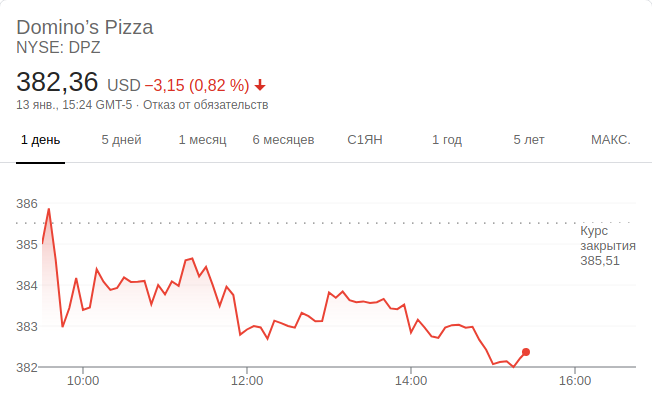 Domino’s Pizza
NYSE: DPZ
382,36 USD −3,15 (0,82 %)
13 янв., 15:24 GMT-5 · Отказ от обязательств
1 день 5 дней 1 месяц 6 месяцев С1ЯН 1 год 5 лет МАКС.
386
385
384
383
382
Курс
закрытия
385,51
10:00 12:00 14:00 16:00